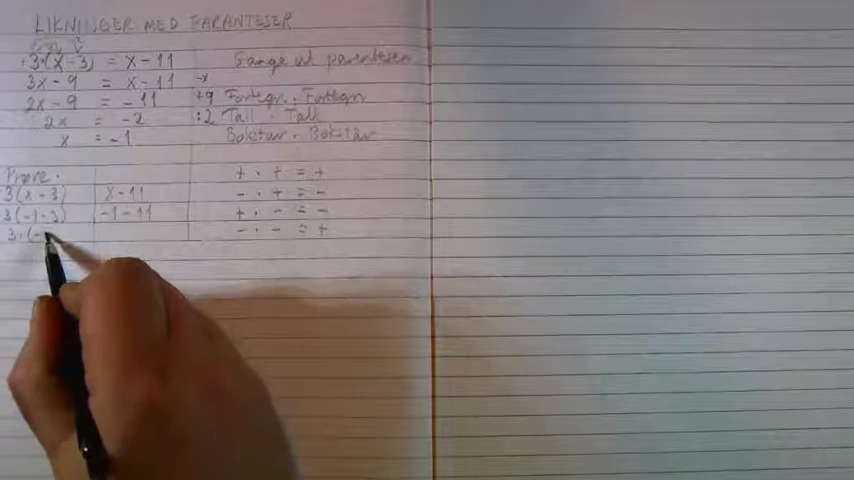 LIKNINGER MED PARANTESER
+3·(x-3) = x-11 Gange ut parentesen
3x-9 = x-11 -x
2x-9 = -11 +9 Fortegn · Fortegn
2x = -2 :2 Tall · Tall
x = -1 Bokstav · Bokstav
Prøve:
+ · + = +
3(x-3) x-11 - · + = -
3(-1-3) -1-11 + · - = -
3·(- - · - = +